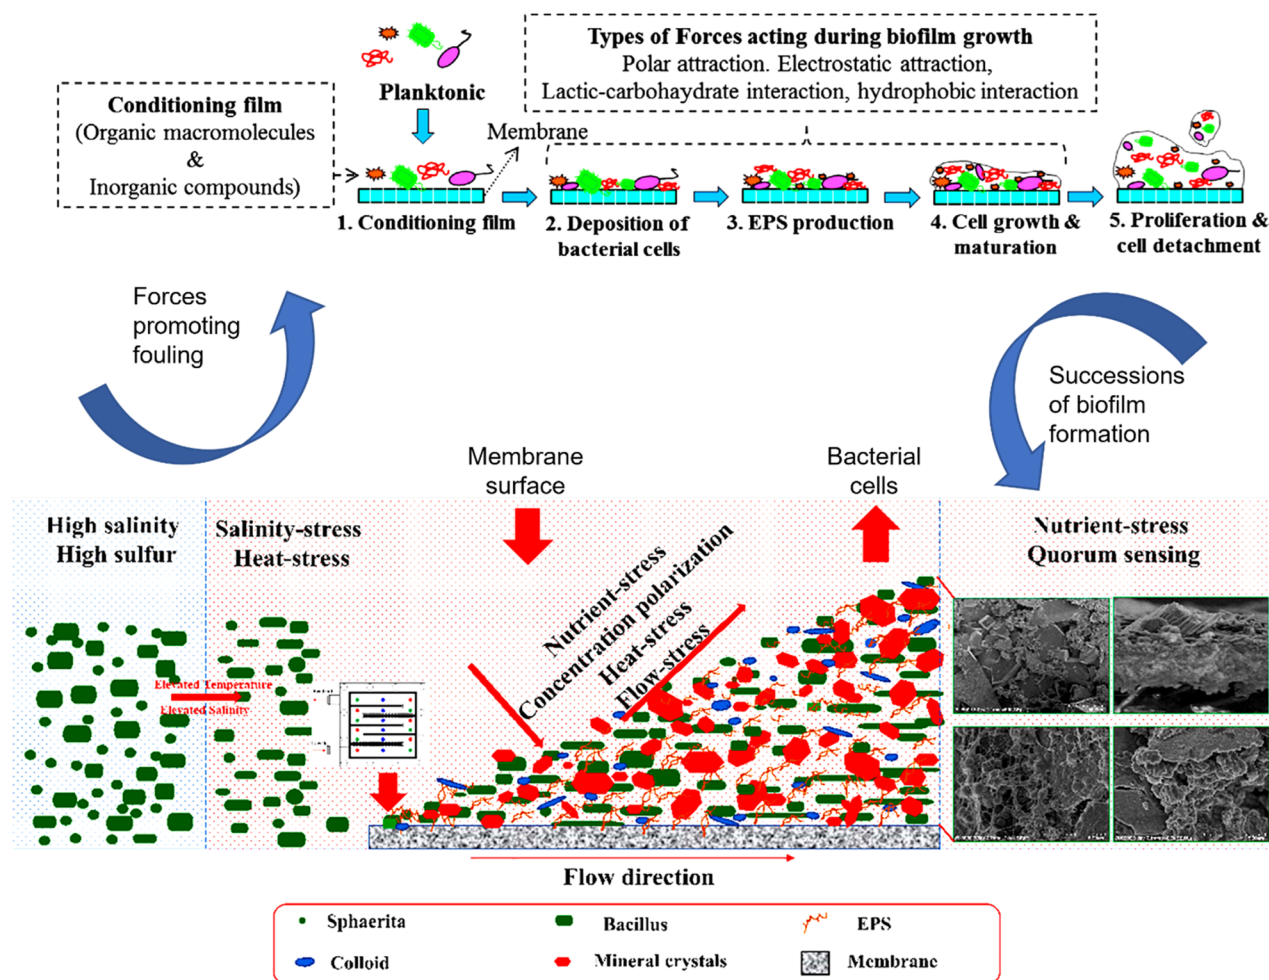 Types of Forces acting during biofilm growth
Polar attraction. Electrostatic attraction,
Lactic-carbohaydrate interaction, hydrophobic interaction
Planktonic
Conditioning film
(Organic macromolecules
&
Inorganic compounds)
Membrane
1. Conditioning film
2. Deposition of
bacterial cells
3. EPS production
4. Cell growth &
maturation
5. Proliferation &
cell detachment
Forces
promoting
fouling
Successions
of biofilm
formation
Membrane
surface
Bacterial
cells
High salinity
High sulfur
Salinity-stress
Heat-stress
Nutrient-stress
Concentration polarization
Heat-stress
Flow-stress
Nutrient-stress
Quorum sensing
Elevated Temperature
Elevated Salinity
Flow direction
Sphaerita
Bacillus
EPS
Colloid
Mineral crystals
Membrane